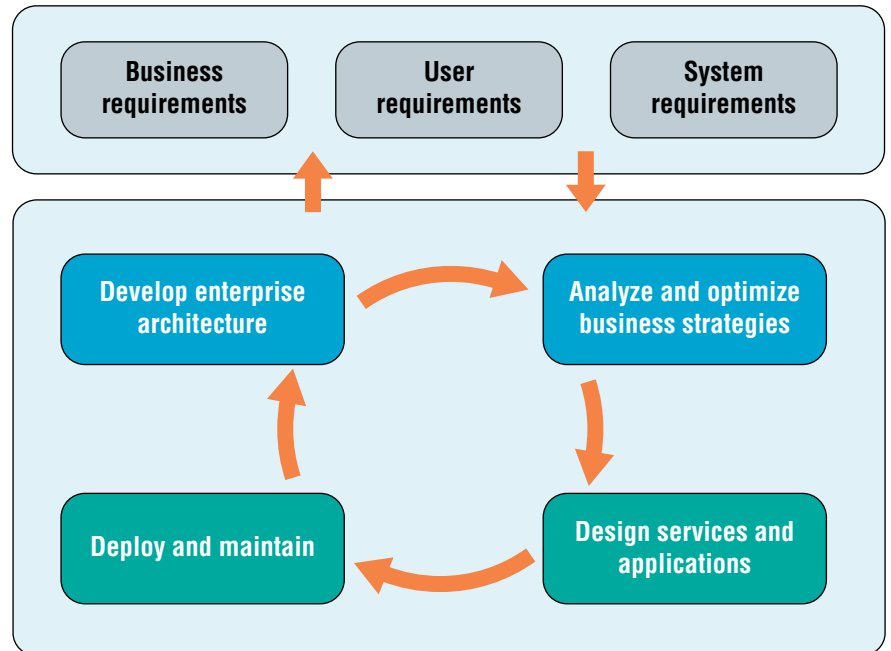 Business
requirements
User
requirements
System
requirements
Develop enterprise
architecture
Analyze and optimize
business strategies
Deploy and maintain
Design services and
applications